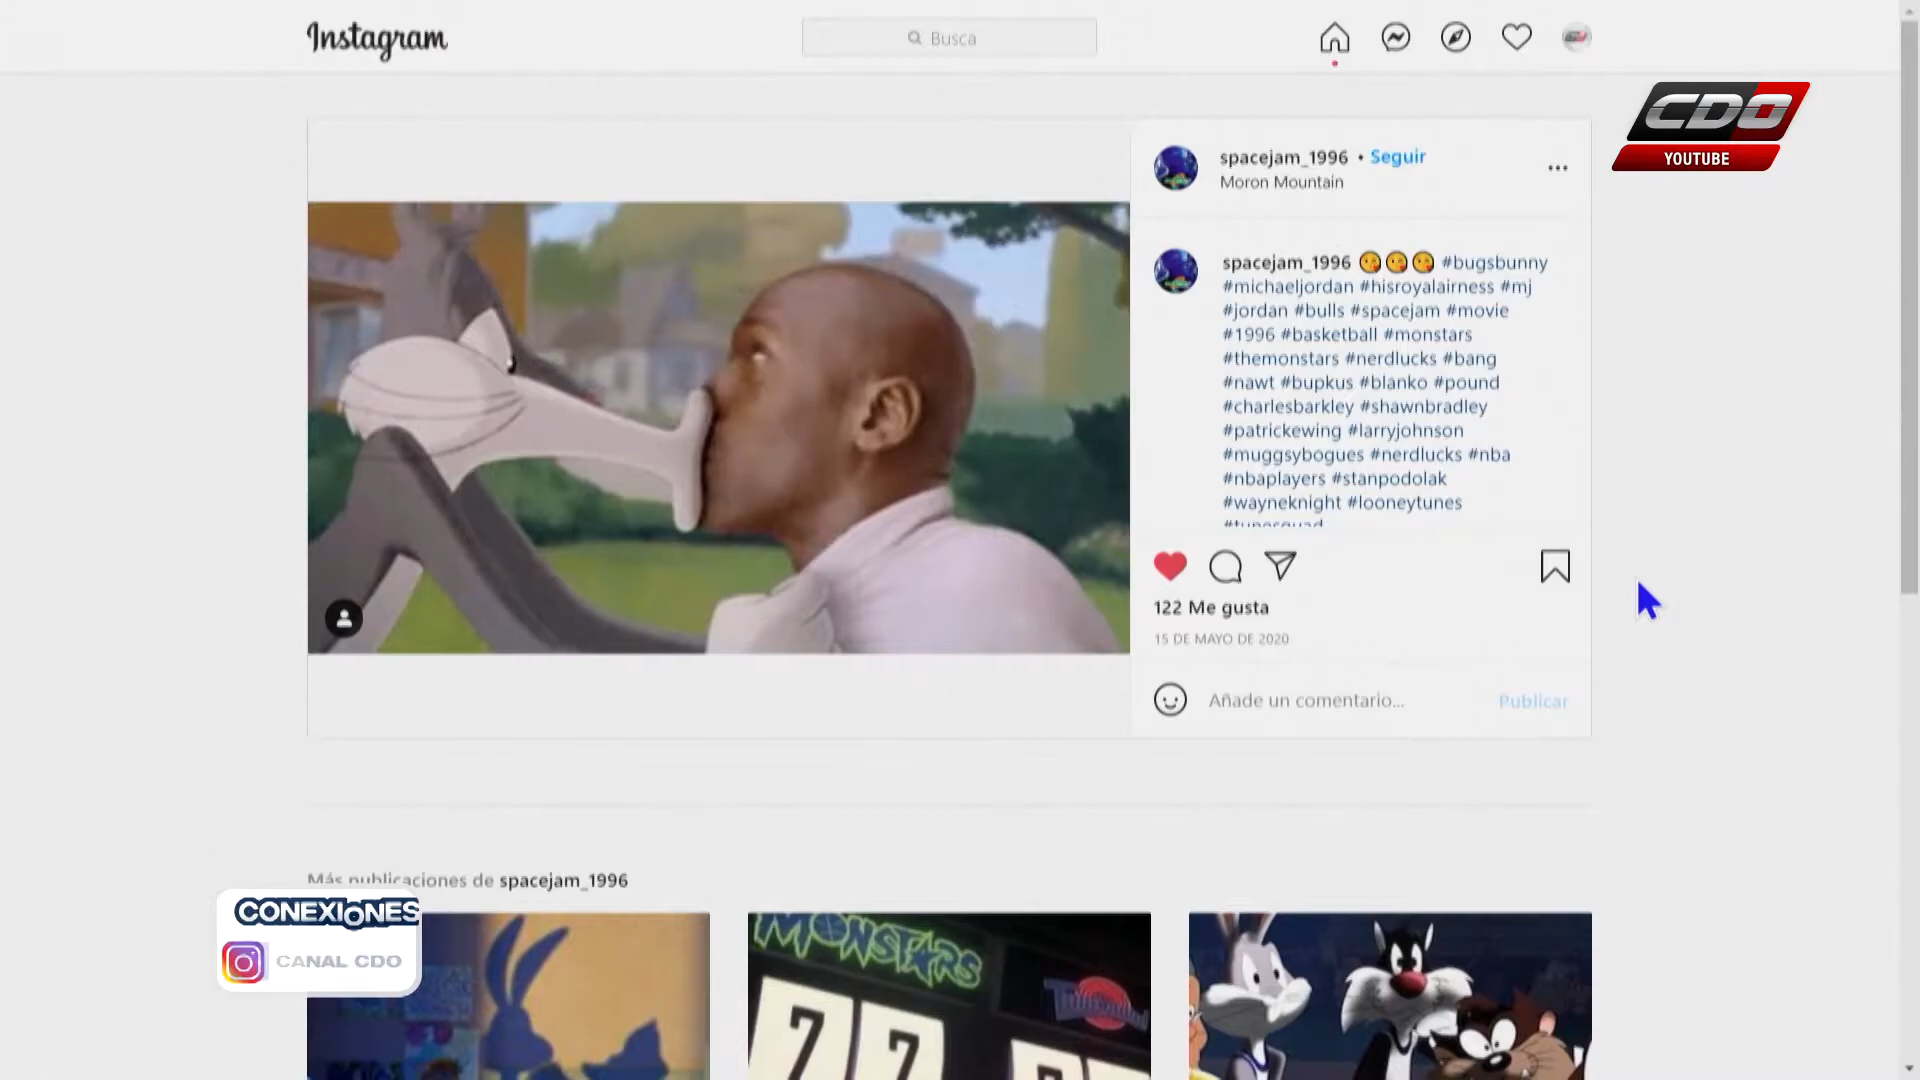 Instagram
Busca
CDO
YOUTUBE
spacejam_1996 • Seguir
Moron Mountain
spacejam_1996 😘😘😘 #bugsbunny
#michaeljordan #hisroyalairness #mj
#jordan #bulls #spacejam #movie
#1996 #basketball #monstars
#themonstars #nerdlucks #bang
#nawt #bupkus #blanko #pound
#charlesbarkley #shawnbradley
#patrickewing #larryjohnson
#muggsybogues #nerdlucks #nba
#nbaplayers #stanpodolak
#wayneknight #looneytunes
#tunesquad
122 Me gusta
15 DE MAYO DE 2020
Añade un comentario...
Publicar
Más publicaciones de spacejam_1996
CONEXIONES
CANAL CDO
MONSTARS
77